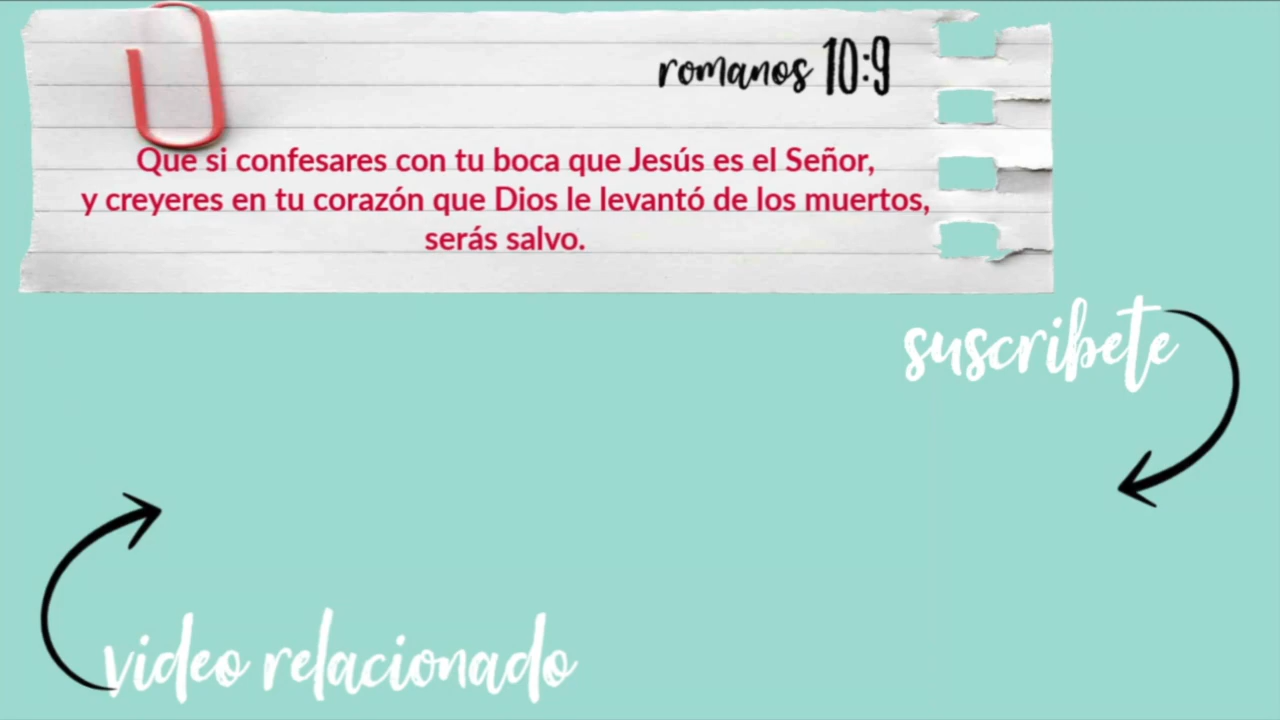 romanos 10:9
Que si confesares con tu boca que Jesús es el Señor,
y creyeres en tu corazón que Dios le levantó de los muertos,
serás salvo.
suscribete
video relacionado